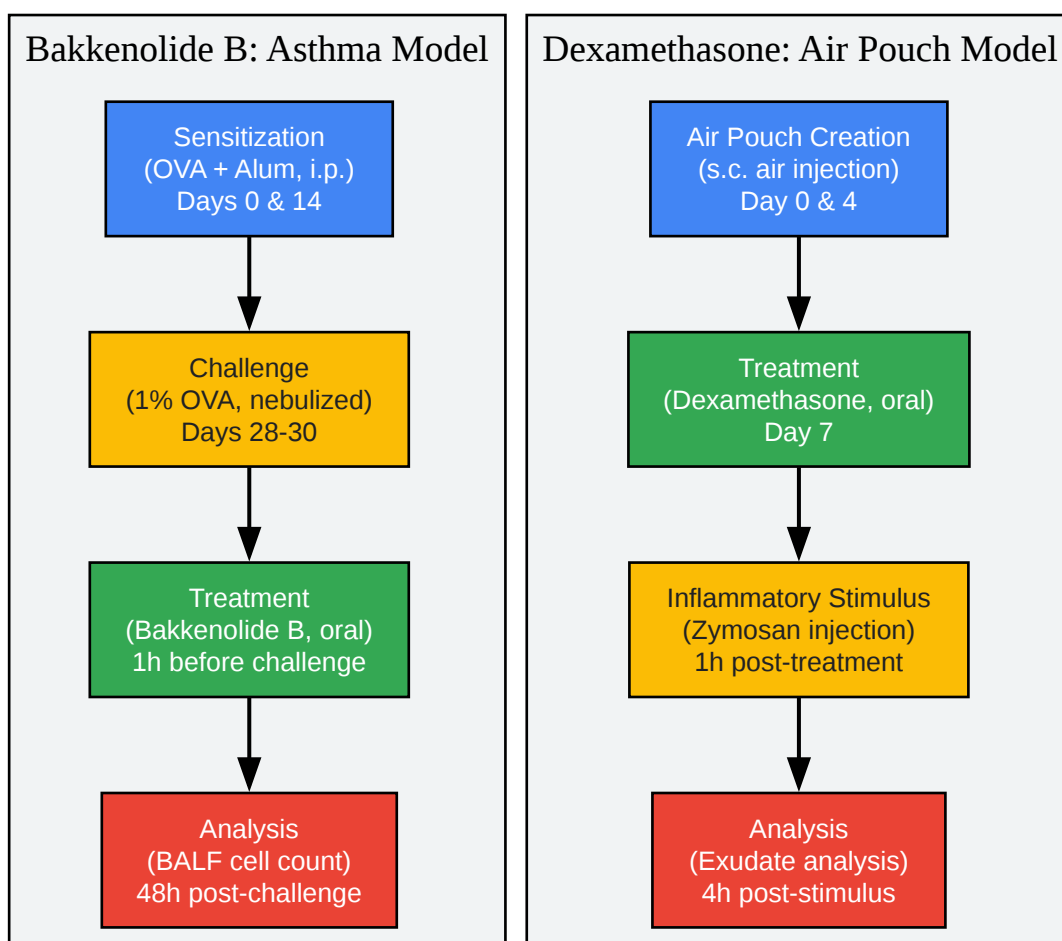 Bakkenolide B: Asthma Model
Sensitization
(OVA + Alum, i.p.)
Days 0 & 14
Challenge
(1% OVA, nebulized)
Days 28-30
Treatment
(Bakkenolide B, oral)
1h before challenge
Analysis
(BALF cell count)
48h post-challenge
Dexamethasone: Air Pouch Model
Air Pouch Creation
(s.c. air injection)
Day 0 & 4
Treatment
(Dexamethasone, oral)
Day 7
Inflammatory Stimulus
(Zymosan injection)
1h post-treatment
Analysis
(Exudate analysis)
4h post-stimulus